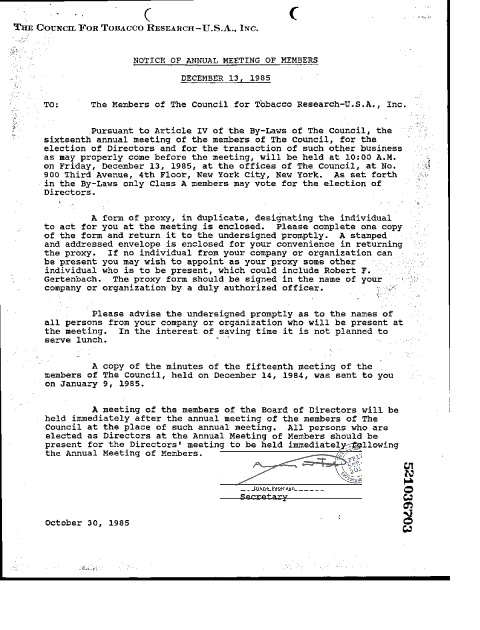 THE COUNCIL FOR TOBACCO RESEARCH-U.S.A., INC.
NOTICE OF ANNUAL MEETING OF MEMBERS
DECEMBER 13, 1985
TO: The Members of The Council for Tobacco Research-U.S.A., Inc.
Pursuant to Article IV of the By-Laws of The Council, the
sixteenth annual meeting of the members of The Council, for the
election of Directors and for the transaction of such other business
as may properly come before the meeting, will be held at 10:00 A.M.
on Friday, December 13, 1985, at the offices of The Council, at No.
900 Third Avenue, 4th Floor, New York City, New York. As set forth
in the By-Laws only Class A members may vote for the election of
Directors.
A form of proxy, in duplicate, designating the individual
to act for you at the meeting is enclosed. Please complete one copy
of the form and return it to the undersigned promptly. A stamped
and addressed envelope is enclosed for your convenience in returning
the proxy. If no individual from your company or organization can
be present you may wish to appoint as your proxy some other
individual who is to be present, which could include Robert F.
Gertenbach. The proxy form should be signed in the name of your
company or organization by a duly authorized officer.
Please advise the undersigned promptly as to the names of
all persons from your company or organization who will be present at
the meeting. In the interest of saving time it is not planned to
serve lunch.
A copy of the minutes of the fifteenth meeting of the
members of The Council, held on December 14, 1984, was sent to you
on January 9, 1985.
A meeting of the members of the Board of Directors will be
held immediately after the annual meeting of the members of The
Council at the place of such annual meeting. All persons who are
elected as Directors at the Annual Meeting of Members should be
present for the Directors' meeting to be held immediately following
the Annual Meeting of Members.
Secretary
October 30, 1985
521036703